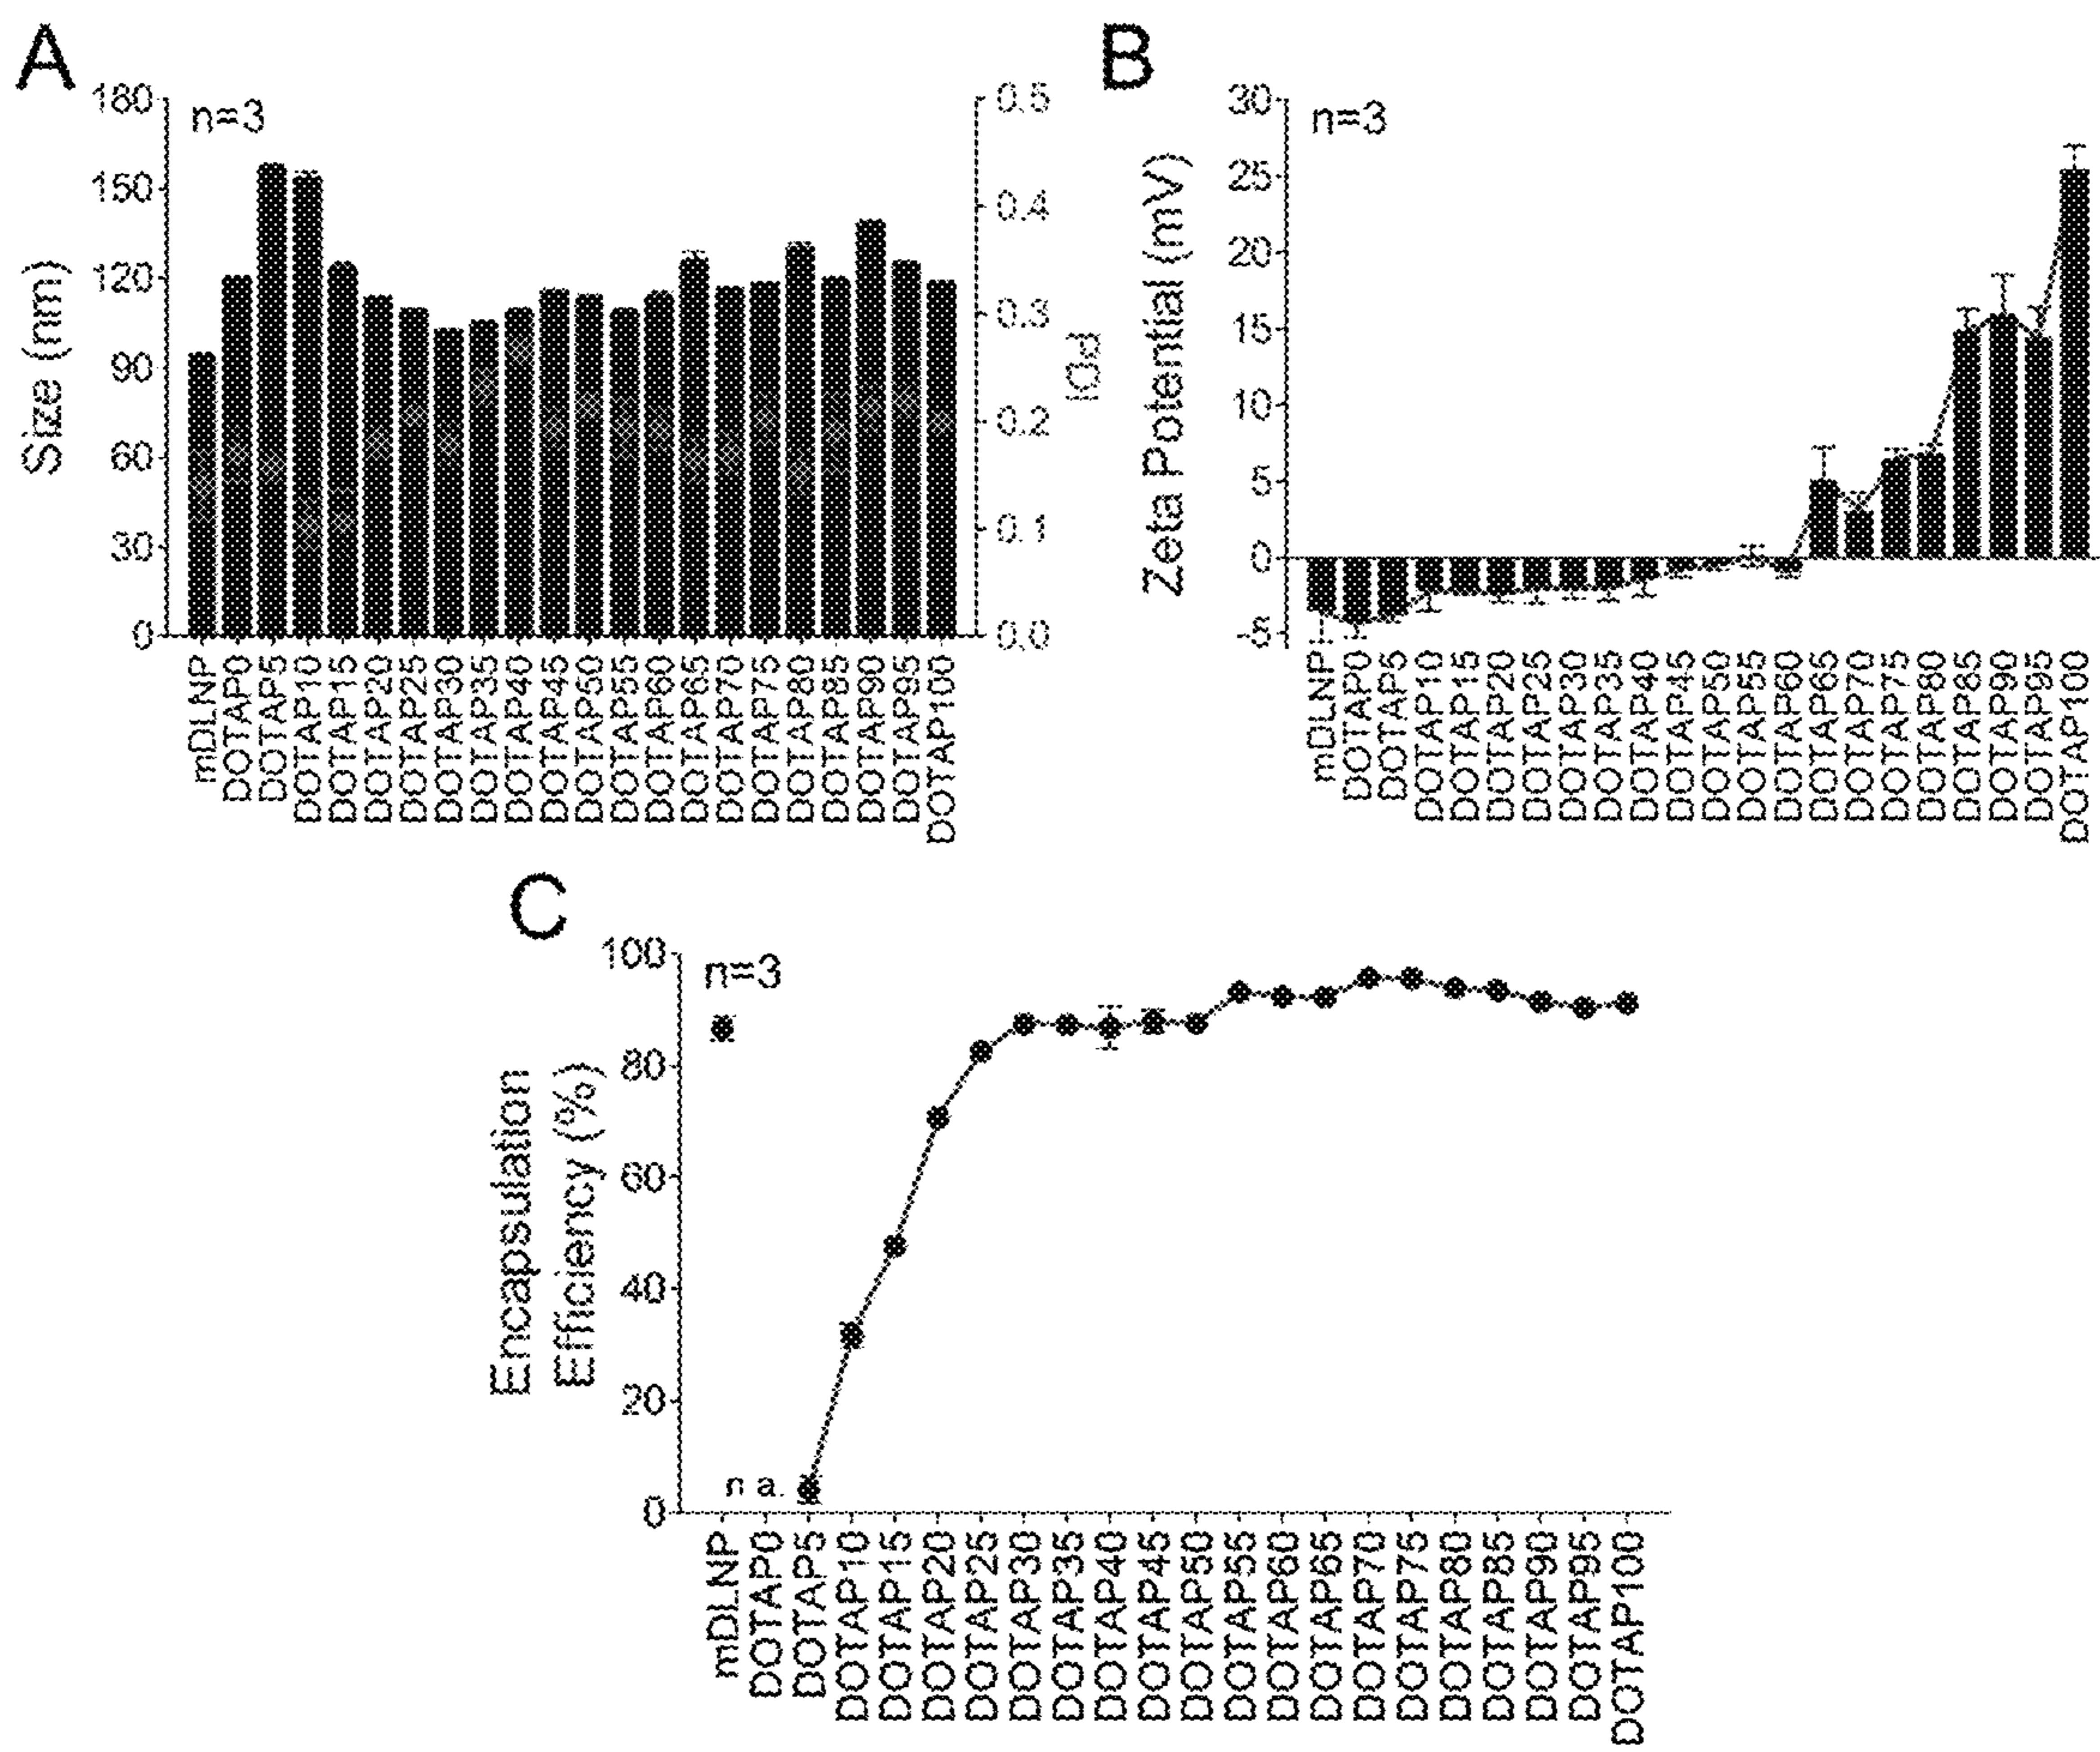 A
180
150
120
90
60
30
0
Size (nm)
n=3
0.5
0.4
0.3
0.2
0.1
0.0
PDI
mDLNP
DOTAP0
DOTAP5
DOTAP10
DOTAP15
DOTAP20
DOTAP25
DOTAP30
DOTAP35
DOTAP40
DOTAP45
DOTAP50
DOTAP55
DOTAP60
DOTAP65
DOTAP70
DOTAP75
DOTAP80
DOTAP85
DOTAP90
DOTAP95
DOTAP100
B
30
25
20
15
10
5
0
-5
Zeta Potential (mV)
n=3
mDLNP
DOTAP0
DOTAP5
DOTAP10
DOTAP15
DOTAP20
DOTAP25
DOTAP30
DOTAP35
DOTAP40
DOTAP45
DOTAP50
DOTAP55
DOTAP60
DOTAP65
DOTAP70
DOTAP75
DOTAP80
DOTAP85
DOTAP90
DOTAP95
DOTAP100
C
100
80
60
40
20
0
Encapsulation
Efficiency (%)
n=3
n a.
mDLNP
DOTAP0
DOTAP5
DOTAP10
DOTAP15
DOTAP20
DOTAP25
DOTAP30
DOTAP35
DOTAP40
DOTAP45
DOTAP50
DOTAP55
DOTAP60
DOTAP65
DOTAP70
DOTAP75
DOTAP80
DOTAP85
DOTAP90
DOTAP95
DOTAP100